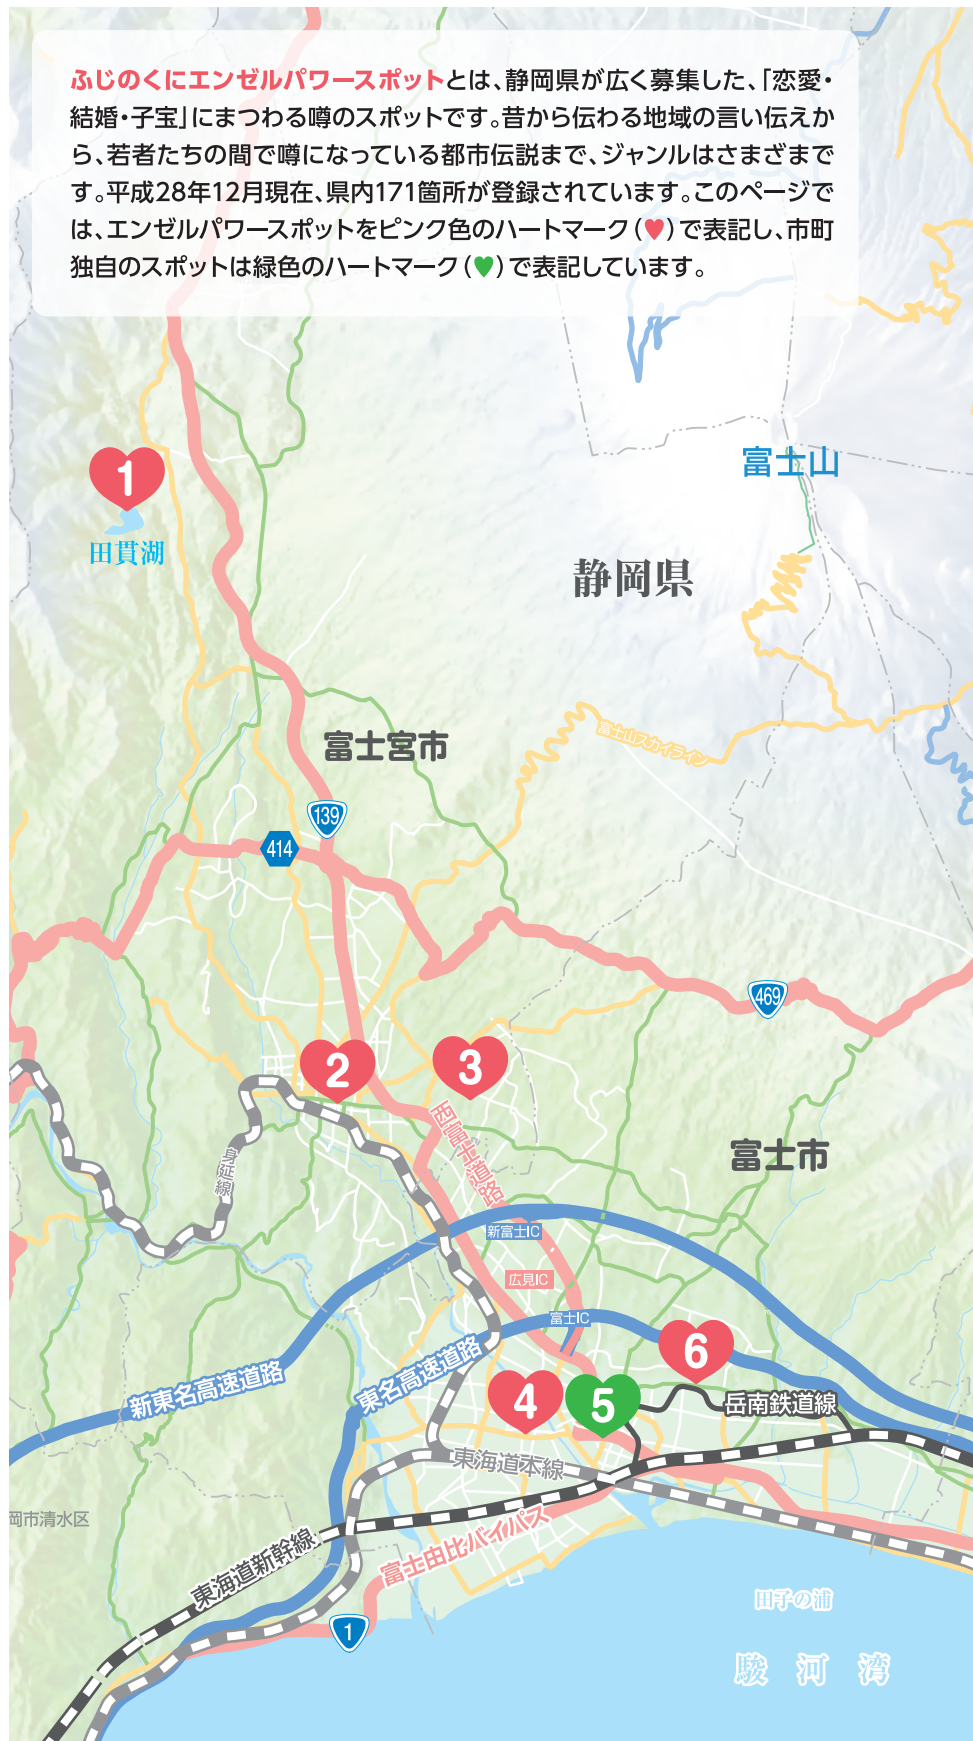 ふじのくにエンゼルパワースポットとは、静岡県が広く募集した、「恋愛・
結婚・子宝」にまつわる噂のスポットです。昔から伝わる地域の言い伝えか
ら、若者たちの間で噂になっている都市伝説まで、ジャンルはさまざまで
す。平成28年12月現在、県内171箇所が登録されています。このページで
は、エンゼルパワースポットをピンク色のハートマーク(♥)で表記し、市町
独自のスポットは緑色のハートマーク(♥)で表記しています。
富士山
1
田貫湖
静岡県
富士山スカイライン
富士宮市
139
414
469
2
3
西富士道路
富士市
身延線
新富士IC
広見IC
富士IC
6
新東名高速道路
東名高速道路
4
5
岳南鉄道線
東海道本線
岡市清水区
東海道新幹線
富士由比バイパス
田子の浦
1
駿河湾